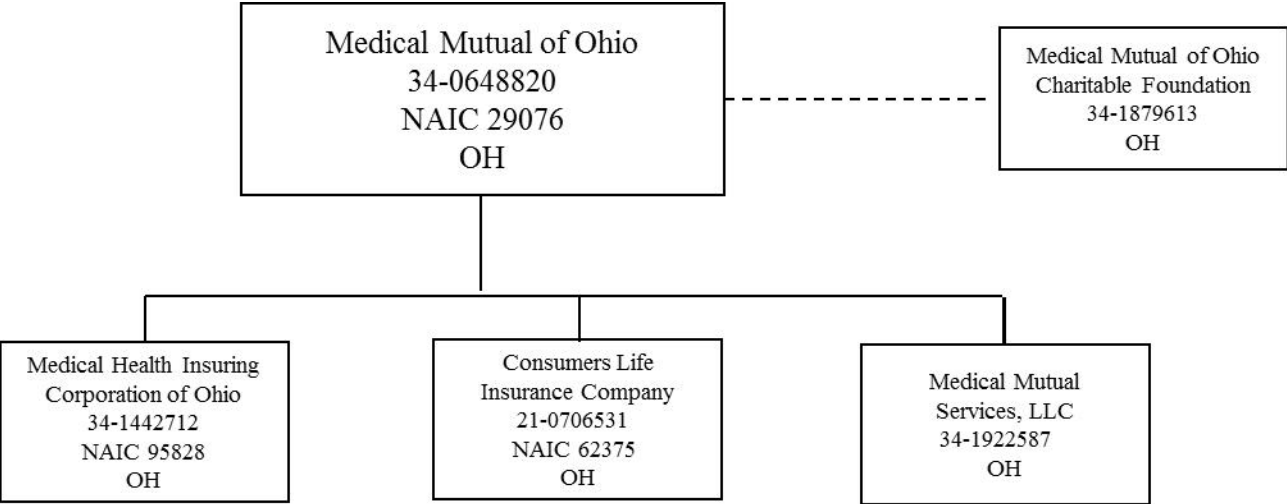 Medical Mutual of Ohio
34-0648820
NAIC 29076
OH
Medical Mutual of Ohio
Charitable Foundation
34-1879613
OH
Medical Health Insuring
Corporation of Ohio
34-1442712
NAIC 95828
OH
Consumers Life
Insurance Company
21-0706531
NAIC 62375
OH
Medical Mutual
Services, LLC
34-1922587
OH